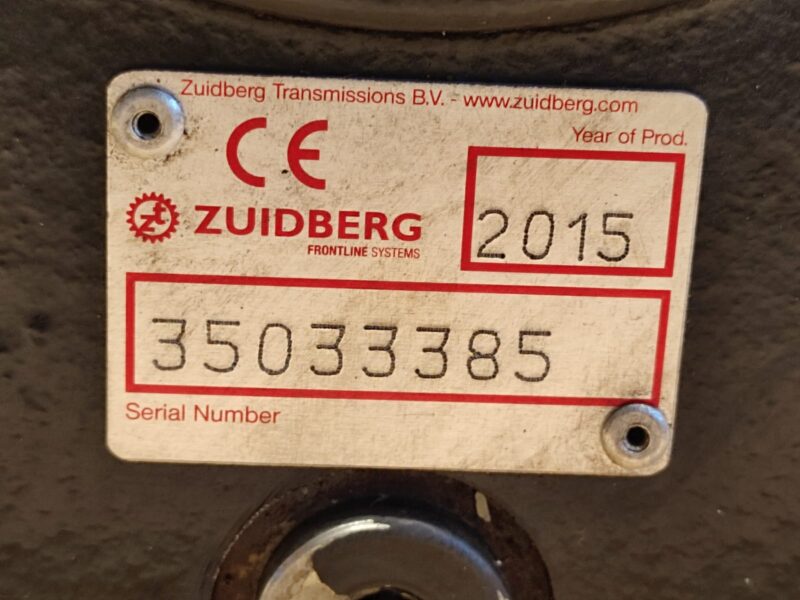 Zuidberg Transmissions B.V. - www.zuidberg.com
CE
Year of Prod.
ZUIDBERG
FRONTLINE SYSTEMS
2015
35033385
Serial Number